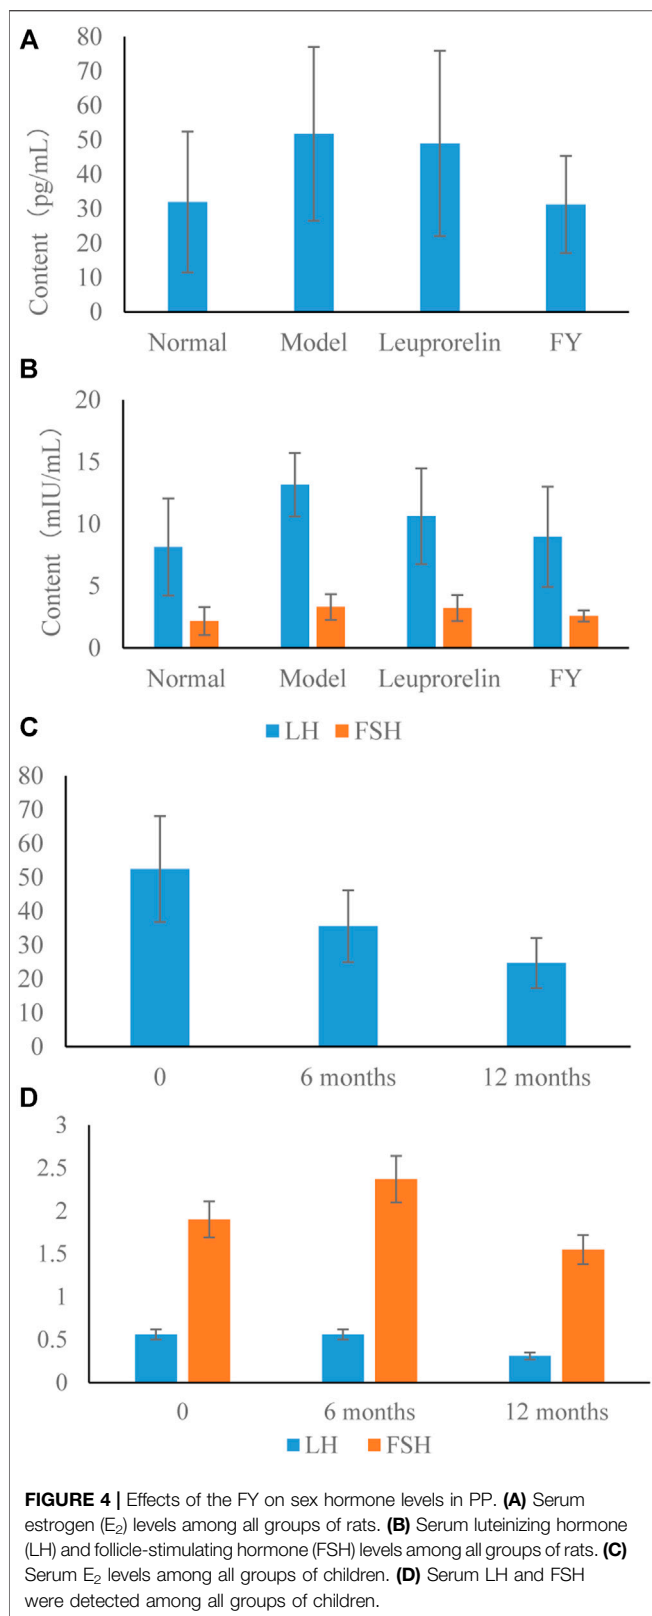 A
80
70
60
50
40
30
20
10
0
Content (pg/mL)
Normal Model Leuprorelin FY
B
20
15
10
5
0
Content (mIU/mL)
Normal Model Leuprorelin FY
LH FSH
C
80
70
60
50
40
30
20
10
0
0 6 months 12 months
D
3
2.5
2
1.5
1
0.5
0
0 6 months 12 months
LH FSH
FIGURE 4 | Effects of the FY on sex hormone levels in PP. (A) Serum
estrogen (E₂) levels among all groups of rats. (B) Serum luteinizing hormone
(LH) and follicle-stimulating hormone (FSH) levels among all groups of rats. (C)
Serum E₂ levels among all groups of children. (D) Serum LH and FSH
were detected among all groups of children.